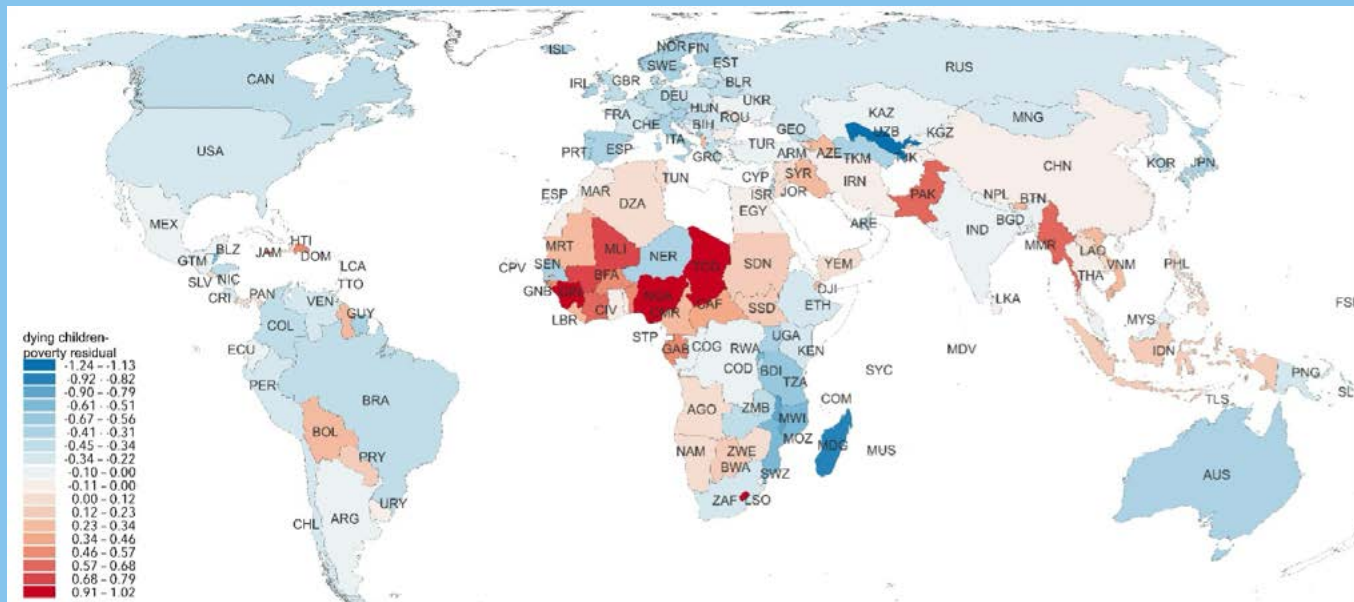 CAN
USA
MEX
GTM
BLZ
SLV
NIC
CRI
PAN
JAM
HTI
DOM
LCA
TTO
VEN
GUY
COL
ECU
PER
BRA
BOL
PRY
URY
CHL
ARG
ISL
NOR
FIN
SWE
EST
IRL
GBR
BLR
DEU
UKR
HUN
FRA
CHE
BIH
ROU
ITA
PRT
ESP
GRC
RUS
KAZ
MNG
GEO
UZB
KGZ
ARM
AZE
TKM
TUR
CYP
SYR
ISR
JOR
IRN
CHN
KOR
JPN
PAK
NPL
BTN
BGD
IND
MMR
LAO
THA
VNM
PHL
LKA
MYS
MDV
IDN
TLS
PNG
AUS
ESP
MAR
TUN
DZA
EGY
ARE
MRT
MLI
NER
TCD
SDN
YEM
DJI
CPV
SEN
GNB
GIN
BFA
NGA
CIV
LBR
CMR
CAF
SSD
ETH
STP
GAB
COG
UGA
KEN
RWA
COD
BDI
TZA
SYC
COM
AGO
ZMB
MWI
MOZ
MDG
MUS
NAM
ZWE
BWA
SWZ
ZAF
LSO
dying children-
poverty residual
-1.24 – -1.13
-0.92 – -0.82
-0.90 – -0.79
-0.61 – -0.51
-0.67 – -0.56
-0.41 – -0.31
-0.45 – -0.34
-0.34 – -0.22
-0.10 – 0.00
-0.11 – 0.00
0.00 – 0.12
0.12 – 0.23
0.23 – 0.34
0.34 – 0.46
0.46 – 0.57
0.57 – 0.68
0.68 – 0.79
0.91 – 1.02